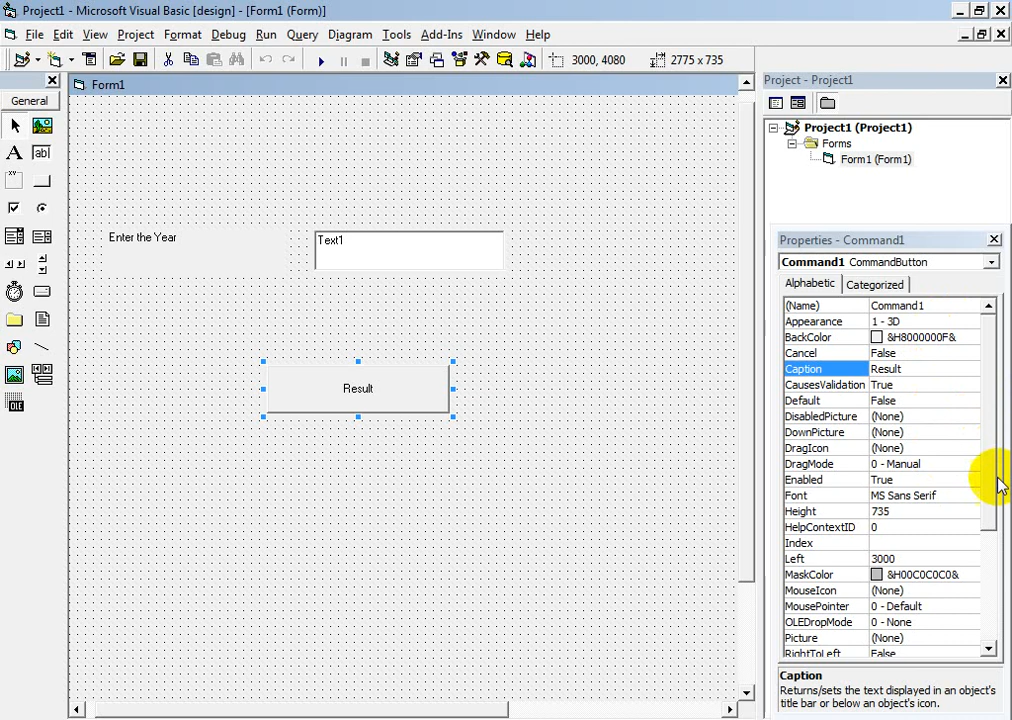 Project1 - Microsoft Visual Basic [design] - [Form1 (Form)]
File Edit View Project Format Debug Run Query Diagram Tools Add-Ins Window Help
3000, 4080 2775 x 735
General
Form1
Enter the Year
Text1
Result
Project - Project1
Project1 (Project1)
Forms
Form1 (Form1)
Properties - Command1
Command1 CommandButton
Alphabetic Categorized
(Name) Command1
Appearance 1 - 3D
BackColor &H8000000F&
Cancel False
Caption Result
CausesValidation True
Default False
DisabledPicture (None)
DownPicture (None)
DragIcon (None)
DragMode 0 - Manual
Enabled True
Font MS Sans Serif
Height 735
HelpContextID 0
Index
Left 3000
MaskColor &H00C0C0C0&
MouseIcon (None)
MousePointer 0 - Default
OLEDropMode 0 - None
Picture (None)
RightToLeft False
Caption
Returns/sets the text displayed in an object's
title bar or below an object's icon.
A
ab|
XY
OLE